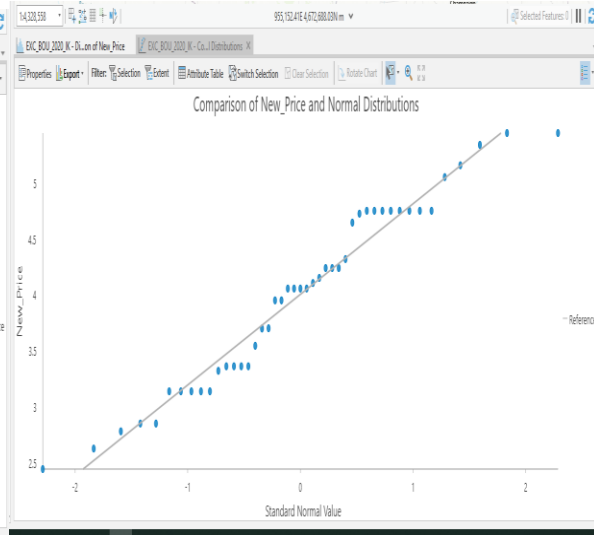 1:4,328,558
955,152.41E 4,672,688.03N m
Selected Features: 0
EXC_BOU_2020_IK - Di...on of New_Price
EXC_BOU_2020_IK - Co...l Distributions X
Properties Export Filter: Selection Extent Attribute Table Switch Selection Clear Selection Rotate Chart
Comparison of New_Price and Normal Distributions
5
4.5
4
3.5
3
2.5
New_Price
Reference
-2 -1 0 1 2
Standard Normal Value